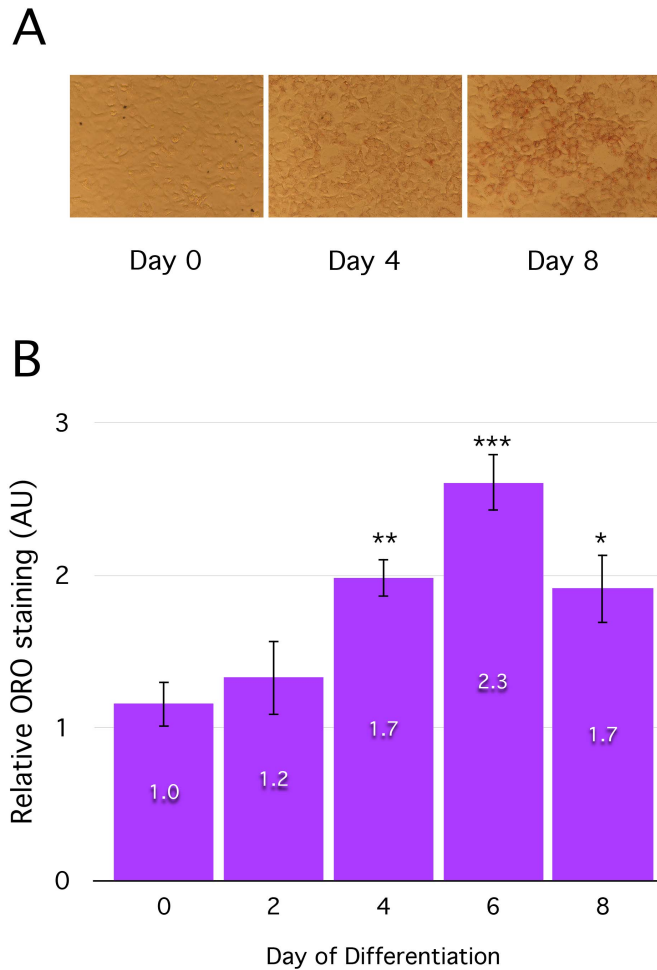 A
Day 0 Day 4 Day 8
B
Relative ORO staining (AU)
3
2
1
0
***
**
*
1.0
1.2
1.7
2.3
1.7
0 2 4 6 8
Day of Differentiation